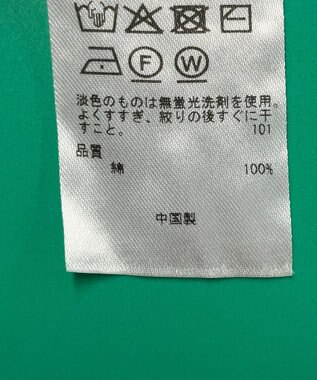 F W
淡色のものは無蛍光洗剤を使用。
よくすすぎ、絞りの後すぐに干
すこと。 101
品質
綿 100%
中国製